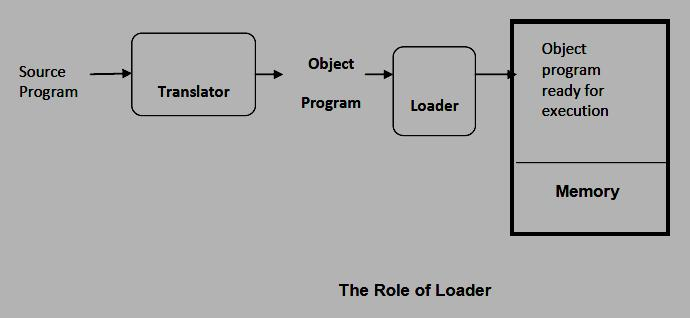 Source
Program
Translator
Object
Program
Loader
Object
program
ready for
execution
Memory
The Role of Loader